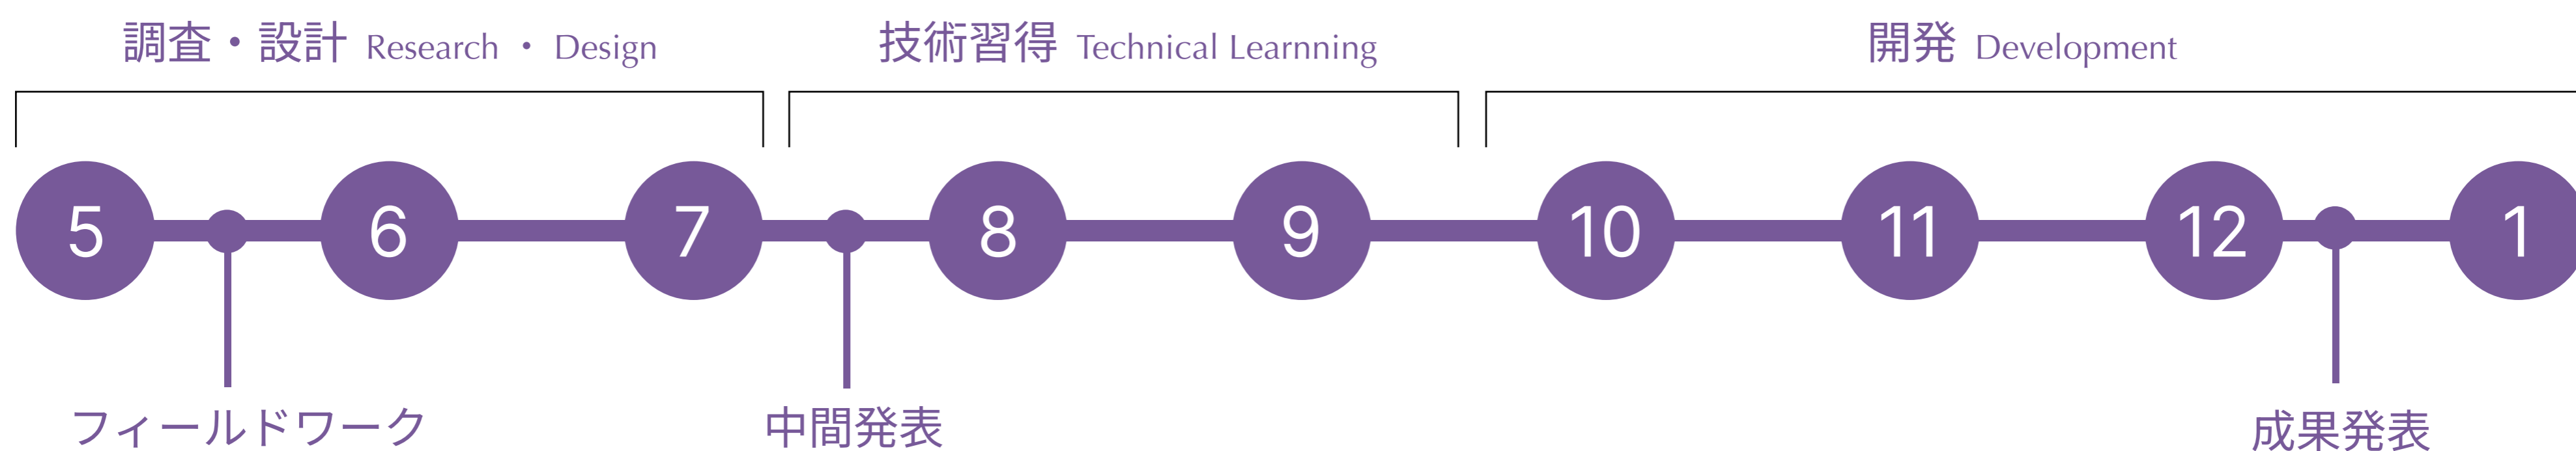 調査・設計 Research ・ Design
技術習得 Technical Learnning
開発 Development
5 6 7 8 9 10 11 12 1
フィールドワーク
中間発表
成果発表